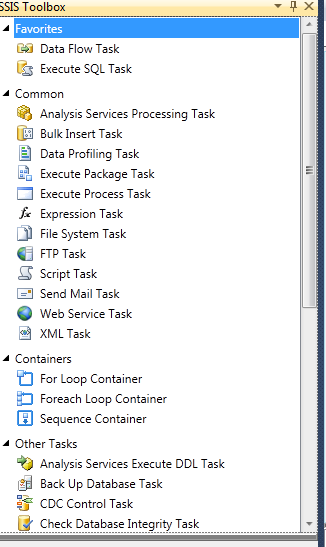 SSIS Toolbox
Favorites
Data Flow Task
Execute SQL Task
Common
Analysis Services Processing Task
Bulk Insert Task
Data Profiling Task
Execute Package Task
Execute Process Task
fx Expression Task
File System Task
FTP Task
Script Task
Send Mail Task
Web Service Task
XML Task
Containers
For Loop Container
Foreach Loop Container
Sequence Container
Other Tasks
Analysis Services Execute DDL Task
Back Up Database Task
CDC Control Task
Check Database Integrity Task